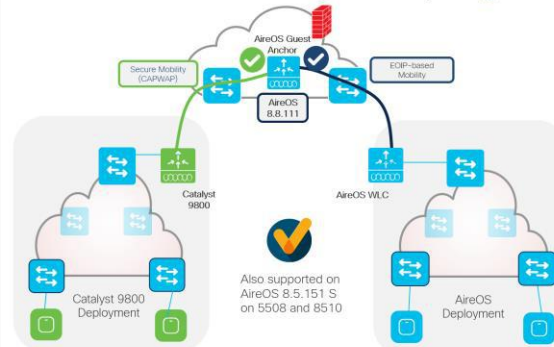 AireOS Guest
Anchor
Secure Mobility
(CAPWAP)
EOIP-based
Mobility
AireOS
8.8.111
Catalyst
9800
AireOS WLC
Also supported on
AireOS 8.5.151 S
on 5508 and 8510
Catalyst 9800
Deployment
AireOS
Deployment